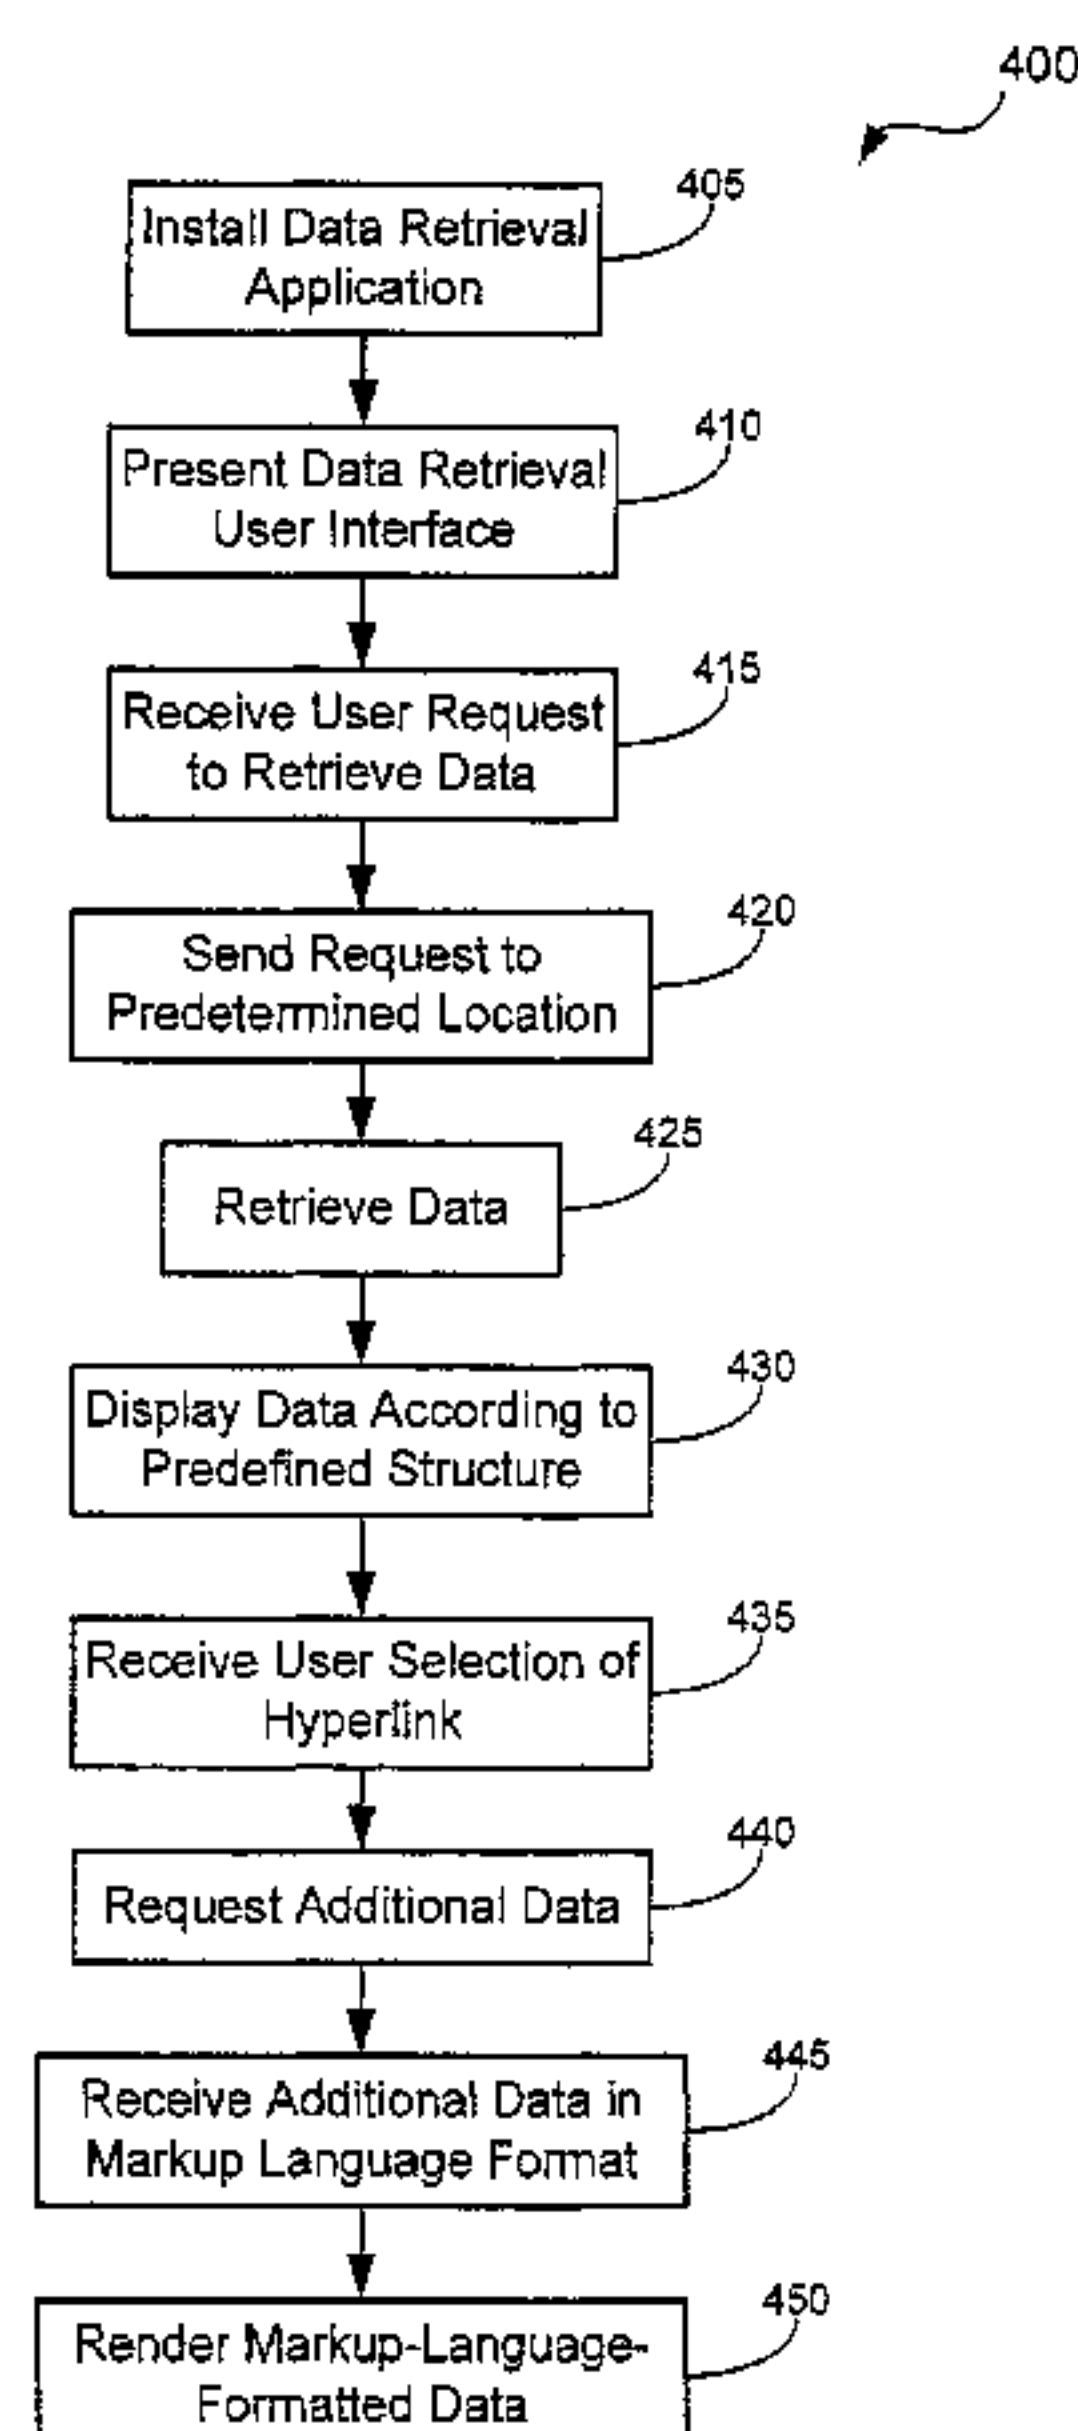 400
405
Install Data Retrieval
Application
410
Present Data Retrieval
User Interface
415
Receive User Request
to Retrieve Data
420
Send Request to
Predetermined Location
425
Retrieve Data
430
Display Data According to
Predefined Structure
435
Receive User Selection of
Hyperlink
440
Request Additional Data
445
Receive Additional Data in
Markup Language Format
450
Render Markup-Language-
Formatted Data